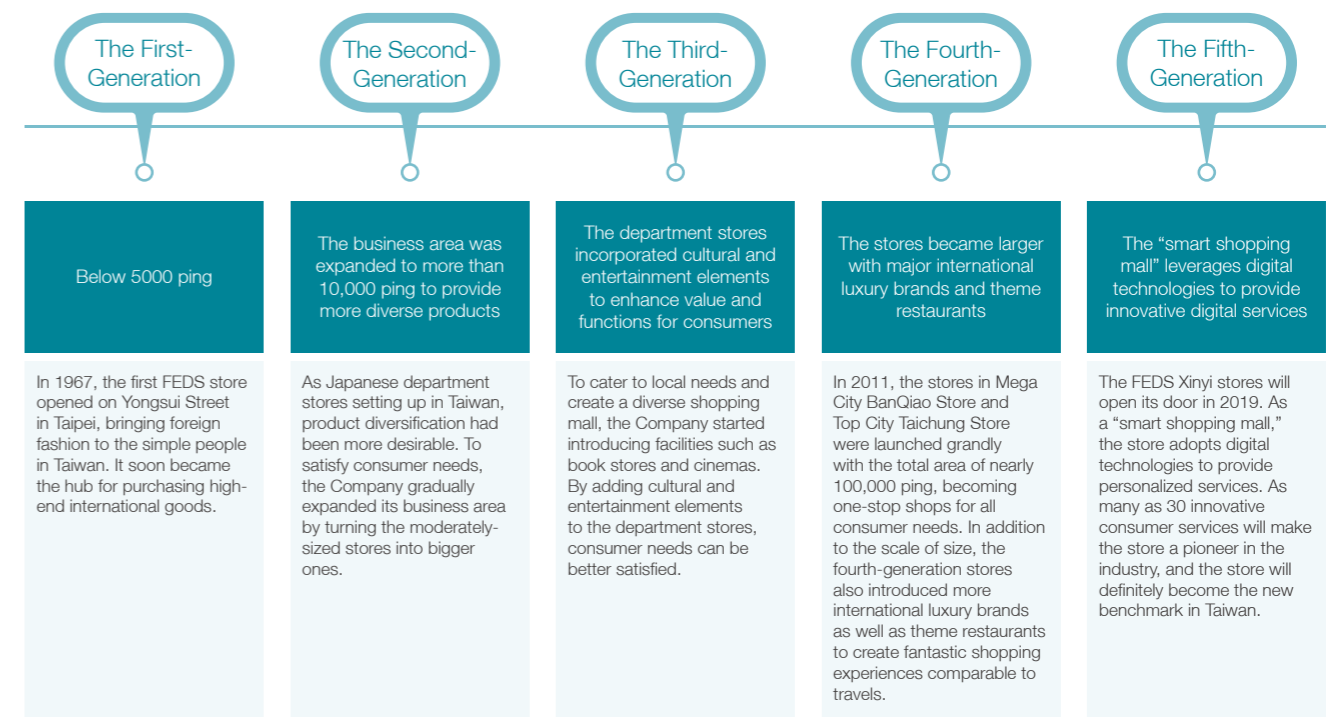 The First-
Generation
The Second-
Generation
The Third-
Generation
The Fourth-
Generation
The Fifth-
Generation
Below 5000 ping
The business area was
expanded to more than
10,000 ping to provide
more diverse products
The department stores
incorporated cultural and
entertainment elements
to enhance value and
functions for consumers
The stores became larger
with major international
luxury brands and theme
restaurants
The “smart shopping
mall” leverages digital
technologies to provide
innovative digital services
In 1967, the first FEDS store
opened on Yongsui Street
in Taipei, bringing foreign
fashion to the simple people
in Taiwan. It soon became
the hub for purchasing high-
end international goods.
As Japanese department
stores setting up in Taiwan,
product diversification had
been more desirable. To
satisfy consumer needs,
the Company gradually
expanded its business area
by turning the moderately-
sized stores into bigger
ones.
To cater to local needs and
create a diverse shopping
mall, the Company started
introducing facilities such as
book stores and cinemas.
By adding cultural and
entertainment elements
to the department stores,
consumer needs can be
better satisfied.
In 2011, the stores in Mega
City BanQiao Store and
Top City Taichung Store
were launched grandly
with the total area of nearly
100,000 ping, becoming
one-stop shops for all
consumer needs. In addition
to the scale of size, the
fourth-generation stores
also introduced more
international luxury brands
as well as theme restaurants
to create fantastic shopping
experiences comparable to
travels.
The FEDS Xinyi stores will
open its door in 2019. As
a “smart shopping mall,”
the store adopts digital
technologies to provide
personalized services. As
many as 30 innovative
consumer services will make
the store a pioneer in the
industry, and the store will
definitely become the new
benchmark in Taiwan.